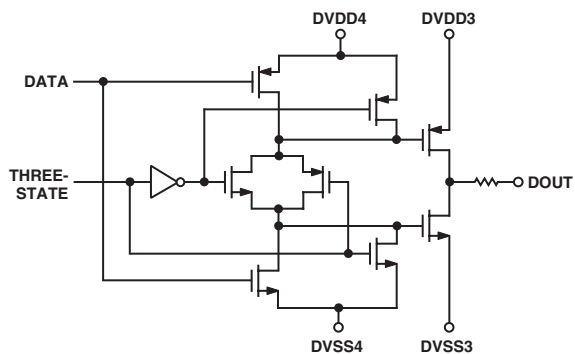 DVDD4
DVDD3
DATA
THREE-
STATE
DOUT
DVSS4
DVSS3